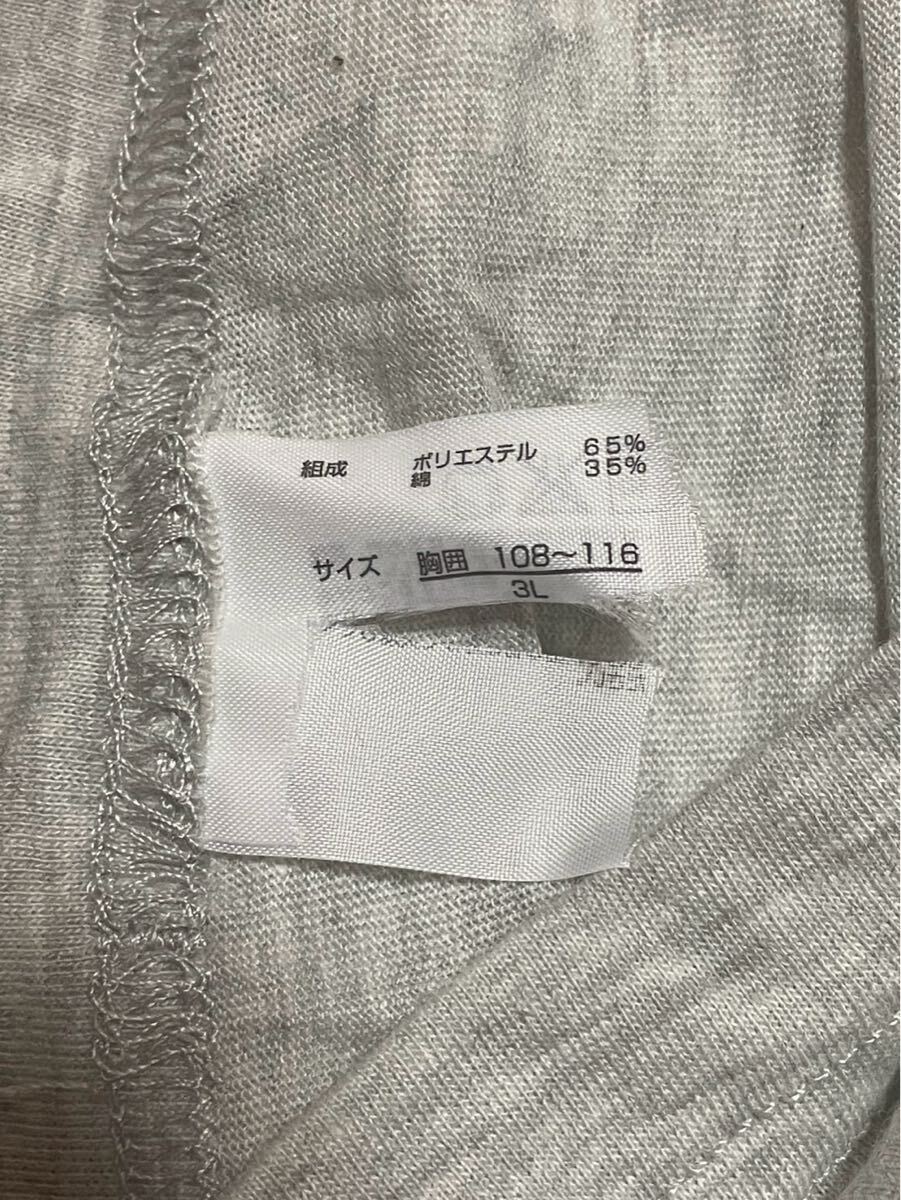 組成 ポリエステル 65%
綿 35%
サイズ 胸囲 108～116
3L